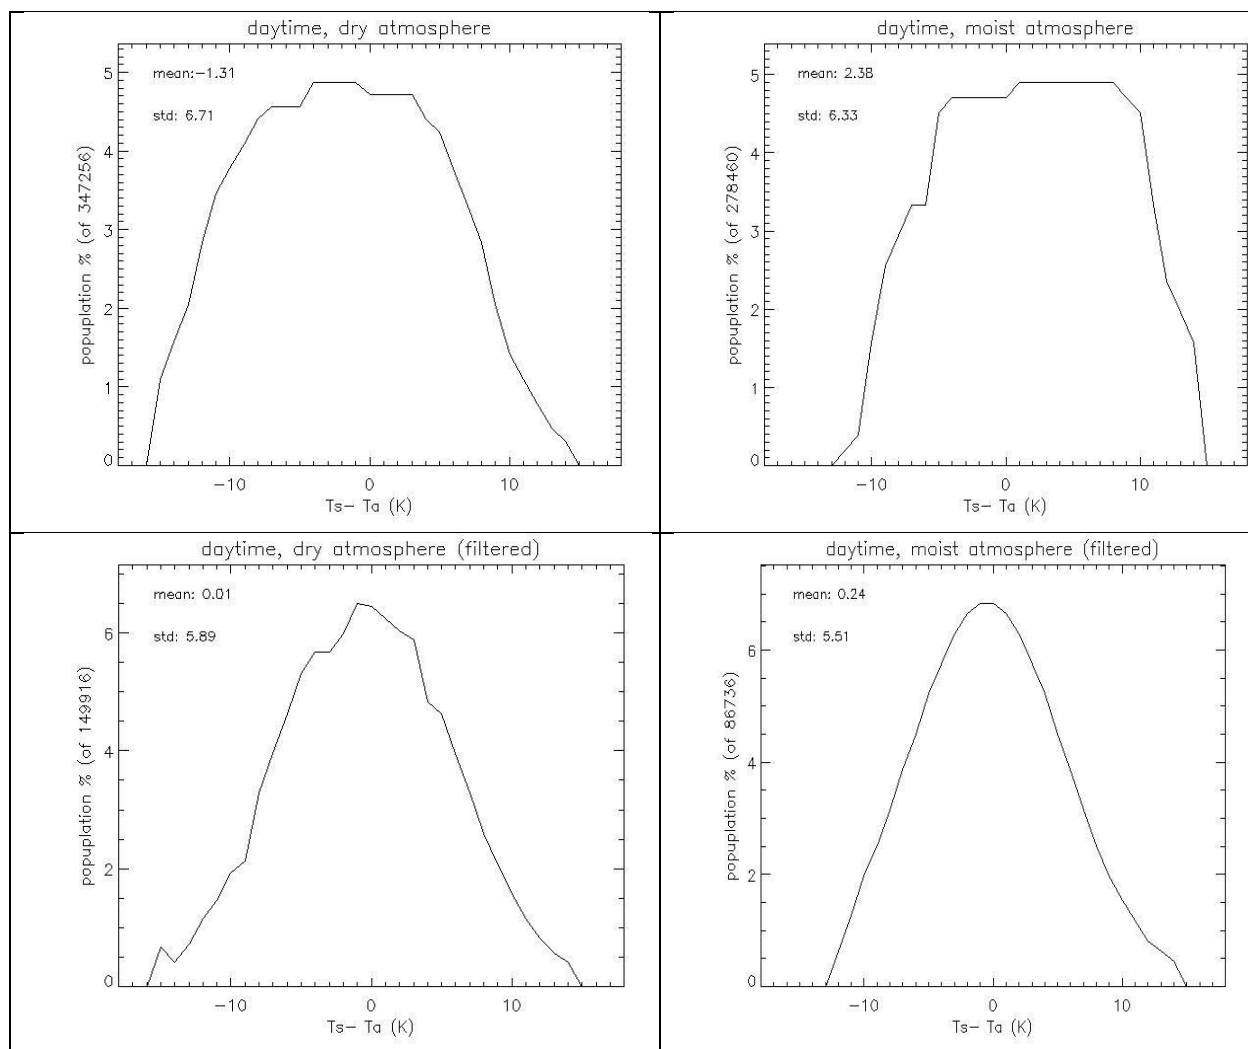 daytime, dry atmosphere
mean:-1.31
std: 6.71
popuplation % (of 347256)
5
4
3
2
1
0
-10 0 10
Ts- Ta (K)
daytime, moist atmosphere
mean: 2.38
std: 6.33
popuplation % (of 278460)
5
4
3
2
1
0
-10 0 10
Ts- Ta (K)
daytime, dry atmosphere (filtered)
mean: 0.01
std: 5.89
popuplation % (of 149916)
6
4
2
0
-10 0 10
Ts- Ta (K)
daytime, moist atmosphere (filtered)
mean: 0.24
std: 5.51
popuplation % (of 86736)
6
4
2
0
-10 0 10
Ts- Ta (K)